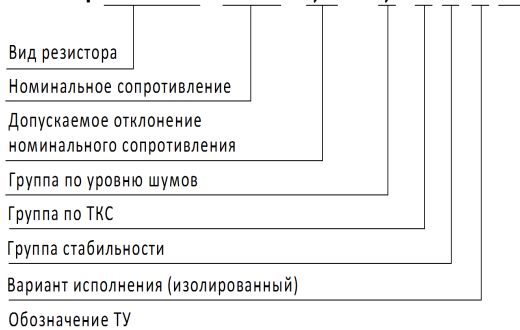 Вид резистора
Номинальное сопротивление
Допускаемое отклонение
номинального сопротивления
Группа по уровню шумов
Группа по ТКС
Группа стабильности
Вариант исполнения (изолированный)
Обозначение ТУ